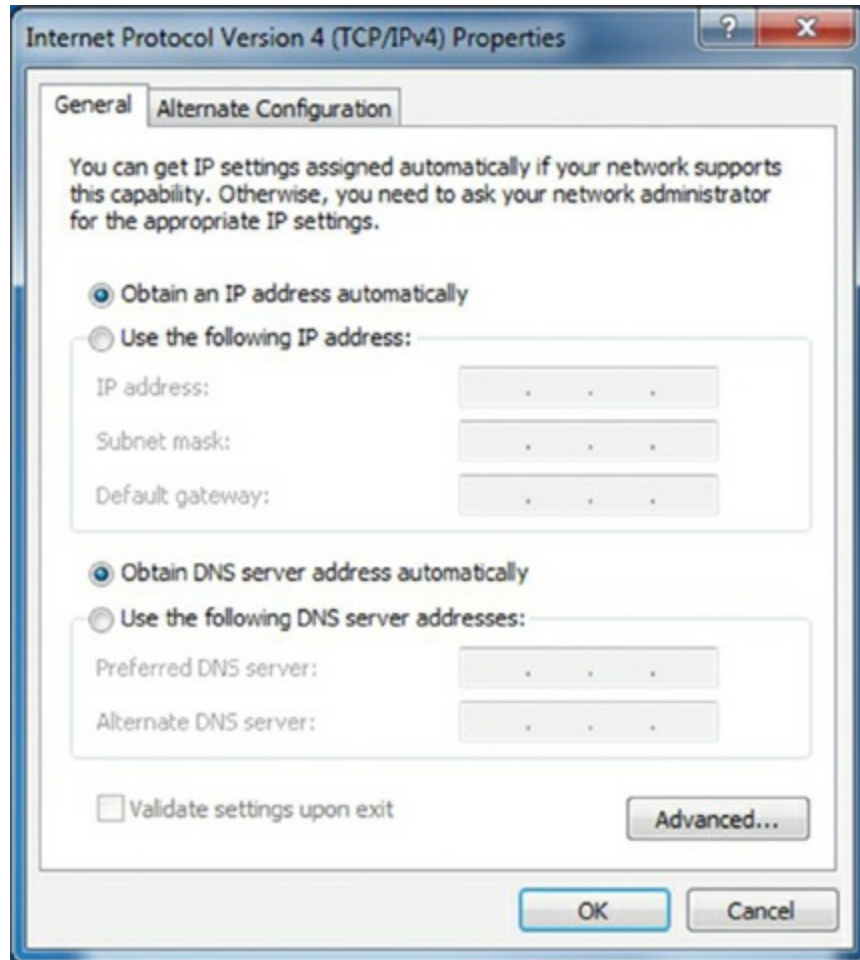 Internet Protocol Version 4 (TCP/IPv4) Properties
?
X
General
Alternate Configuration
You can get IP settings assigned automatically if your network supports
this capability. Otherwise, you need to ask your network administrator
for the appropriate IP settings.
Obtain an IP address automatically
Use the following IP address:
IP address:
Subnet mask:
Default gateway:
Obtain DNS server address automatically
Use the following DNS server addresses:
Preferred DNS server:
Alternate DNS server:
Validate settings upon exit
Advanced...
OK
Cancel